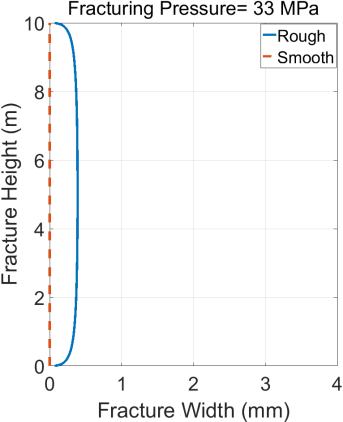 Fracturing Pressure= 33 MPa
10
8
6
4
2
0
Fracture Height (m)
Rough
Smooth
0 1 2 3 4
Fracture Width (mm)